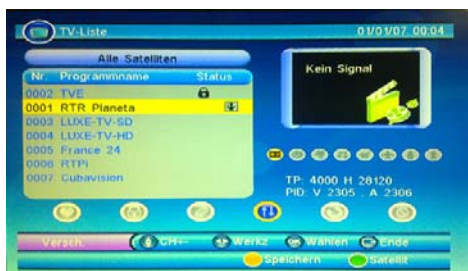 TV-Liste
01/01/07 00:04
Alle Satelliten
Nr. Programmname Status
0002 TVE
0001 RTR Planeta
0003 LUXE-TV-SD
0004 LUXE-TV-HD
0005 France 24
0006 RTPi
0007 Cubavision
Kein Signal
TP: 4000 H 28120
PID: V 2305 , A 2306
Versch. CH+- Werkz Wählen Ende
Speichern Satellit